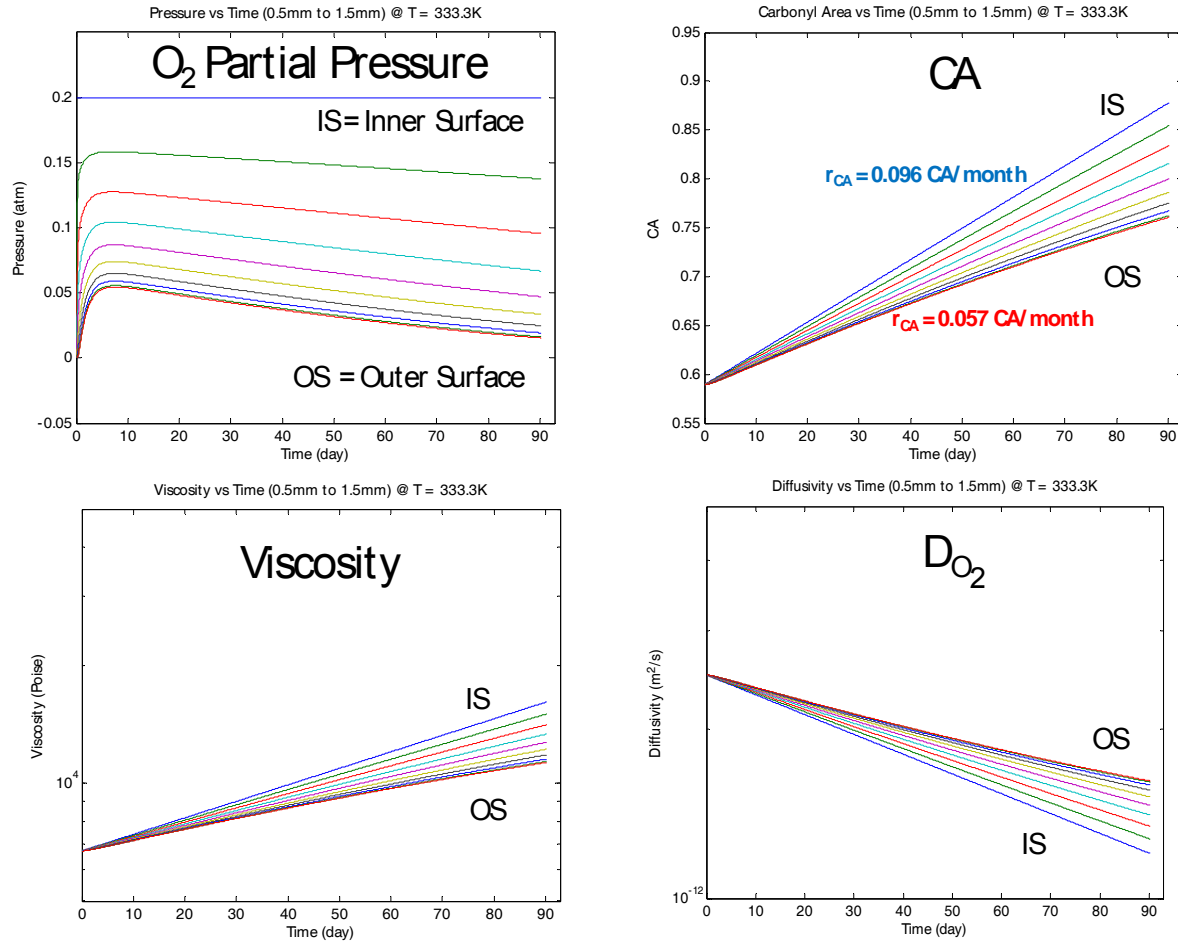 Pressure vs Time (0.5mm to 1.5mm) @ T = 333.3K
O2 Partial Pressure
IS = Inner Surface
OS = Outer Surface
Pressure (atm)
0.2
0.15
0.1
0.05
0
-0.05
0 10 20 30 40 50 60 70 80 90
Time (day)
Carbonyl Area vs Time (0.5mm to 1.5mm) @ T = 333.3K
CA
IS
rCA = 0.096 CA/month
OS
rCA = 0.057 CA/month
CA
0.95
0.9
0.85
0.8
0.75
0.7
0.65
0.6
0.55
0 10 20 30 40 50 60 70 80 90
Time (day)
Viscosity vs Time (0.5mm to 1.5mm) @ T = 333.3K
Viscosity
IS
OS
Viscosity (Poise)
10^4
0 10 20 30 40 50 60 70 80 90
Time (day)
Diffusivity vs Time (0.5mm to 1.5mm) @ T = 333.3K
DO2
OS
IS
Diffusivity (m²/s)
10^-12
0 10 20 30 40 50 60 70 80 90
Time (day)